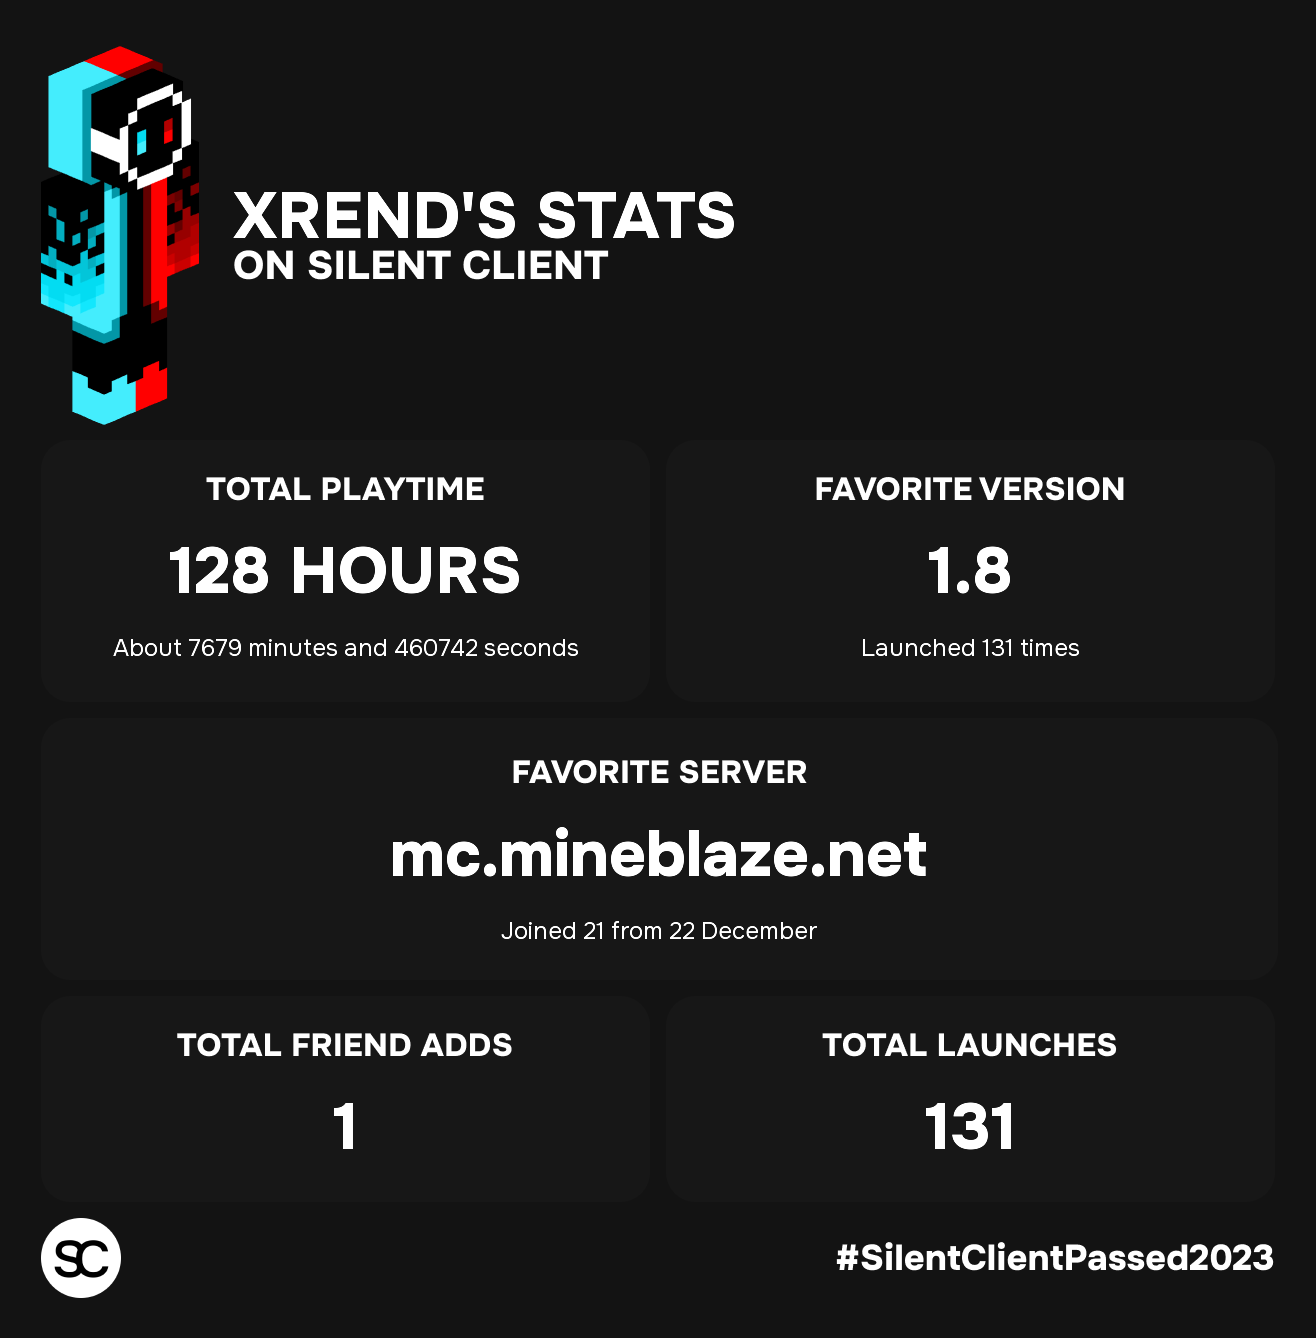 XREND'S STATS
ON SILENT CLIENT
TOTAL PLAYTIME
128 HOURS
About 7679 minutes and 460742 seconds
FAVORITE VERSION
1.8
Launched 131 times
FAVORITE SERVER
mc.mineblaze.net
Joined 21 from 22 December
TOTAL FRIEND ADDS
1
TOTAL LAUNCHES
131
SC
#SilentClientPassed2023